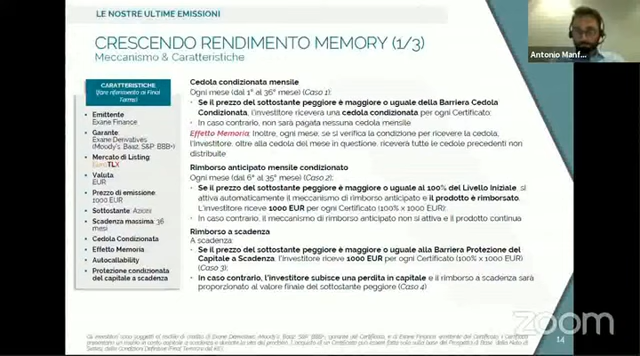 LE NOSTRE ULTIME EMISSIONI
CRESCENDO RENDIMENTO MEMORY (1/3)
Meccanismo & Caratteristiche
CARATTERISTICHE
(fare riferimento ai Final
Terms)
Emittente
Exane Finance
Garante:
Exane Derivatives
(Moody's, Baa2, S&P, BBB+)
Mercato di Listing:
EuroTLX
Valuta
EUR
Prezzo di emissione:
1000 EUR
Sottostante: Azioni
Scadenza massima: 36
mesi
Cedola Condizionata
Effetto Memoria
Autocallability
Protezione condizionata
del capitale a scadenza
Cedola condizionata mensile
Ogni mese (dal 1° al 36° mese) (Caso 1):
Se il prezzo del sottostante peggiore è maggiore o uguale della Barriera Cedola
Condizionata, l'investitore riceverà una cedola condizionata per ogni Certificato:
In caso contrario, non sarà pagata nessuna cedola mensile
Effetto Memoria: Inoltre, ogni mese, se si verifica la condizione per ricevere la cedola,
l'investitore, oltre alla cedola del mese in questione, riceverà tutte le cedole precedenti non
distribuite
Rimborso anticipato mensile condizionato
Ogni mese (dal 6° al 35° mese) (Caso 2):
Se il prezzo del sottostante peggiore è maggiore o uguale al 100% del Livello Iniziale, si
attiva automaticamente il meccanismo di rimborso anticipato e il prodotto è rimborsato.
L'investitore riceve 1000 EUR per ogni Certificato (100% x 1000 EUR);
In caso contrario, il meccanismo di rimborso anticipato non si attiva e il prodotto continua
Rimborso a scadenza
A scadenza:
Se il prezzo del sottostante peggiore è maggiore o uguale alla Barriera Protezione del
Capitale a Scadenza, l'investitore riceve 1000 EUR per ogni Certificato (100% x 1000 EUR)
(Caso 3);
In caso contrario, l'investitore subisce una perdita in capitale e il rimborso a scadenza sarà
proporzionato al valore finale del sottostante peggiore (Caso 4)
14
Antonio Manf...
zoom